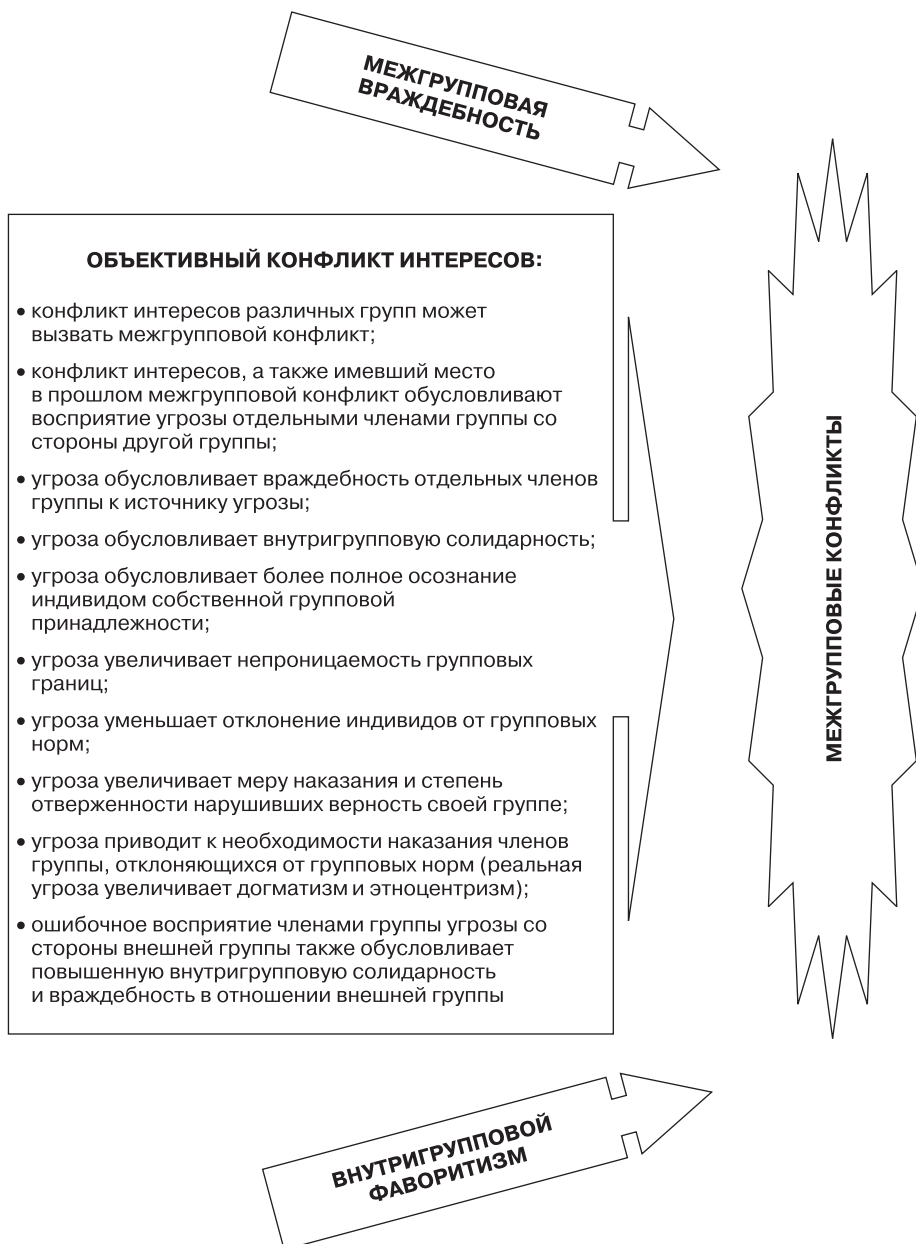 МЕЖГРУППОВАЯ
ВРАЖДЕБНОСТЬ
ОБЪЕКТИВНЫЙ КОНФЛИКТ ИНТЕРЕСОВ:
• конфликт интересов различных групп может
вызвать межгрупповой конфликт;
• конфликт интересов, а также имевший место
в прошлом межгрупповой конфликт обусловливают
восприятие угрозы отдельными членами группы со
стороны другой группы;
• угроза обусловливает враждебность отдельных членов
группы к источнику угрозы;
• угроза обусловливает внутригрупповую солидарность;
• угроза обусловливает более полное осознание
индивидом собственной групповой
принадлежности;
• угроза увеличивает непроницаемость групповых
границ;
• угроза уменьшает отклонение индивидов от групповых
норм;
• угроза увеличивает меру наказания и степень
отверженности нарушивших верность своей группе;
• угроза приводит к необходимости наказания членов
группы, отклоняющихся от групповых норм (реальная
угроза увеличивает догматизм и этноцентризм);
• ошибочное восприятие членами группы угрозы со
стороны внешней группы также обусловливает
повышенную внутригрупповую солидарность
и враждебность в отношении внешней группы
МЕЖГРУППОВЫЕ КОНФЛИКТЫ
ВНУТРИГРУППОВОЙ
ФАВОРИТИЗМ